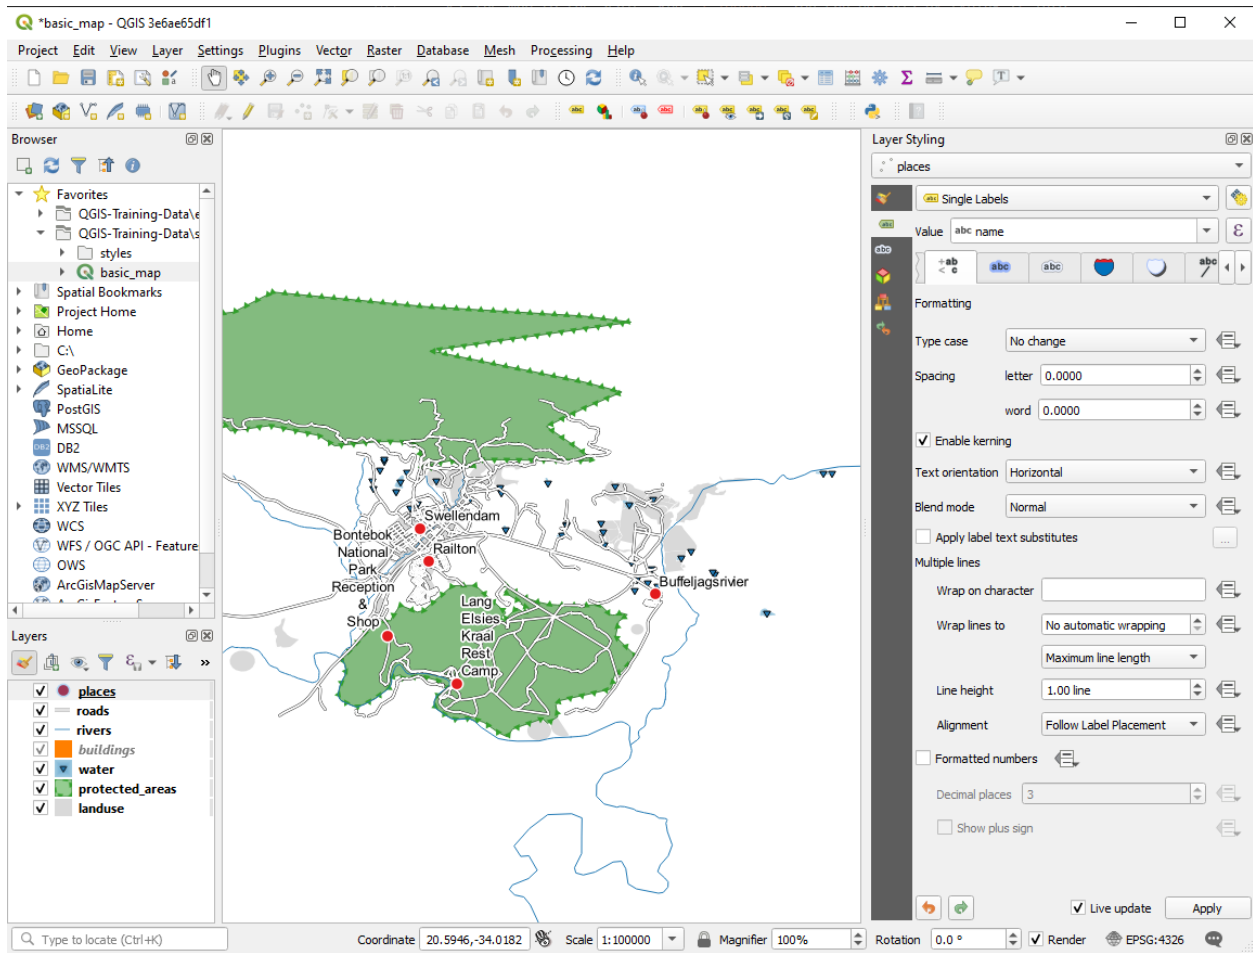 *basic_map - QGIS 3e6ae65df1
Project Edit View Layer Settings Plugins Vector Raster Database Mesh Processing Help
Browser
Favorites
QGIS-Training-Data\e
QGIS-Training-Data\s
styles
basic_map
Spatial Bookmarks
Project Home
Home
C:\
GeoPackage
SpatiaLite
PostGIS
MSSQL
DB2
WMS/WMTS
Vector Tiles
XYZ Tiles
WCS
WFS / OGC API - Feature
OWS
ArcGisMapServer
Layers
places
roads
rivers
buildings
water
protected_areas
landuse
Swellendam
Bontebok
National
Park
Reception
&
Shop
Railton
Buffeljagsrivier
Lang
Elsies
Kraal
Rest
Camp
Layer Styling
places
Single Labels
Value abc name
Formatting
Type case No change
Spacing letter 0.0000
word 0.0000
Enable kerning
Text orientation Horizontal
Blend mode Normal
Apply label text substitutes ...
Multiple lines
Wrap on character
Wrap lines to No automatic wrapping
Maximum line length
Line height 1.00 line
Alignment Follow Label Placement
Formatted numbers
Decimal places 3
Show plus sign
Live update Apply
Type to locate (Ctrl+K) Coordinate 20.5946,-34.0182 Scale 1:100000 Magnifier 100% Rotation 0.0 ° Render EPSG:4326